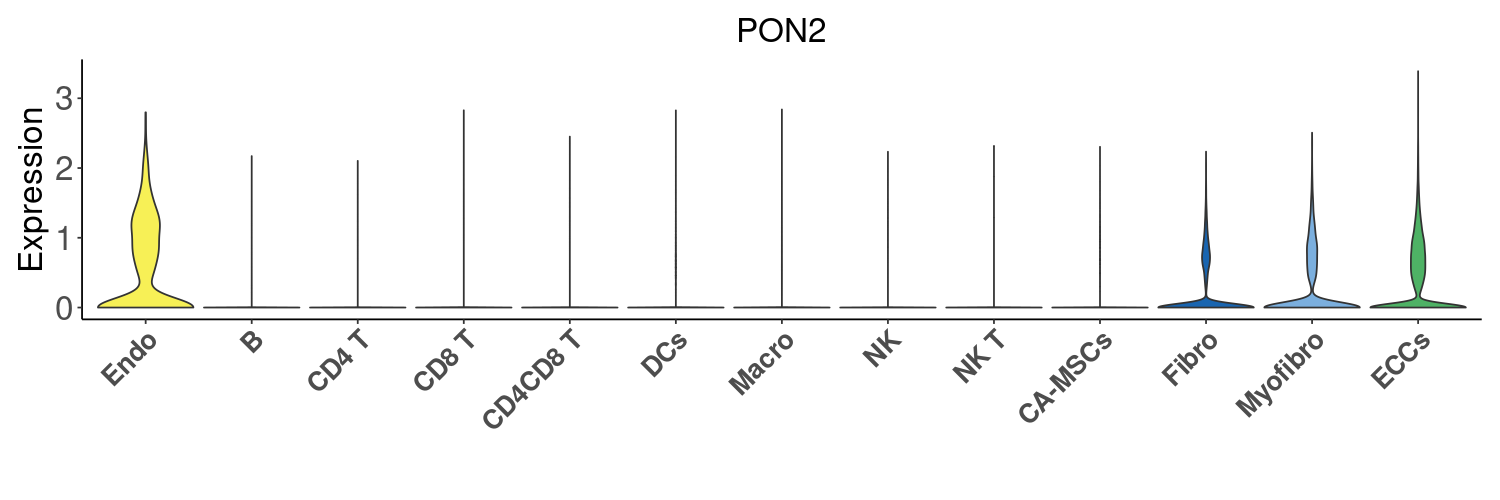 PON2
Expression
3
2
1
0
Endo
B
CD4 T
CD8 T
CD4CD8 T
DCs
Macro
NK
NK T
CA-MSCs
Fibro
Myofibro
ECCs